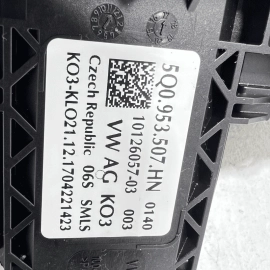 5Q0.953.507.HN 0140
10126057-03 003
VW AG KO3
Czech Republic 06S SMLS
KO3-KLO21.12.1704221423